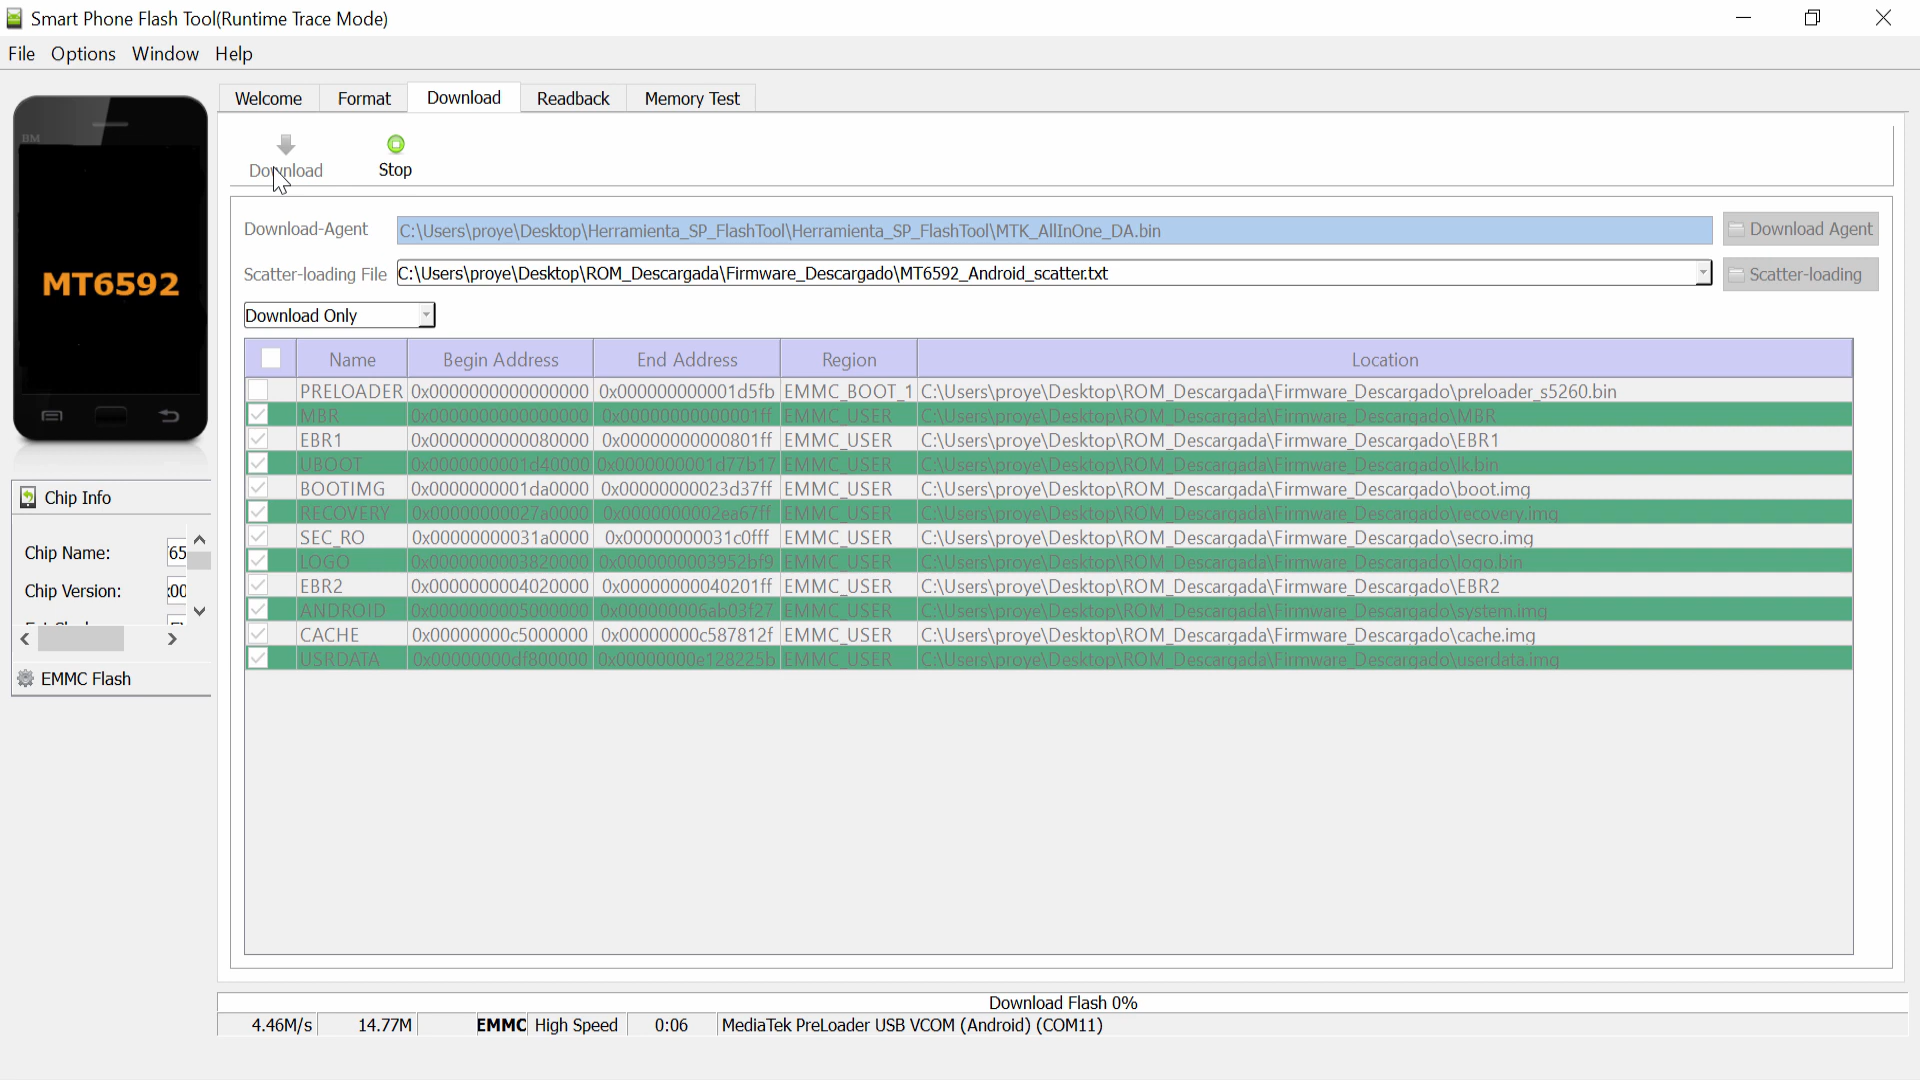 Smart Phone Flash Tool(Runtime Trace Mode)
File Options Window Help
Welcome Format Download Readback Memory Test
BM
Download Stop
MT6592
Download-Agent C:\Users\proye\Desktop\Herramienta_SP_FlashTool\Herramienta_SP_FlashTool\MTK_AllInOne_DA.bin Download Agent
Scatter-loading File C:\Users\proye\Desktop\ROM_Descargada\Firmware_Descargado\MT6592_Android_scatter.txt Scatter-loading
Download Only
Name Begin Address End Address Region Location
PRELOADER 0x0000000000000000 0x000000000001d5fb EMMC_BOOT_1 C:\Users\proye\Desktop\ROM_Descargada\Firmware_Descargado\preloader_s5260.bin
MBR 0x0000000000000000 0x00000000000001ff EMMC_USER C:\Users\proye\Desktop\ROM_Descargada\Firmware_Descargado\MBR
EBR1 0x0000000000080000 0x00000000000801ff EMMC_USER C:\Users\proye\Desktop\ROM_Descargada\Firmware_Descargado\EBR1
UBOOT 0x0000000001d40000 0x0000000001d77b17 EMMC_USER C:\Users\proye\Desktop\ROM_Descargada\Firmware_Descargado\lk.bin
BOOTIMG 0x0000000001da0000 0x00000000023d37ff EMMC_USER C:\Users\proye\Desktop\ROM_Descargada\Firmware_Descargado\boot.img
RECOVERY 0x00000000027a0000 0x0000000002ea67ff EMMC_USER C:\Users\proye\Desktop\ROM_Descargada\Firmware_Descargado\recovery.img
SEC_RO 0x00000000031a0000 0x00000000031c0fff EMMC_USER C:\Users\proye\Desktop\ROM_Descargada\Firmware_Descargado\secro.img
LOGO 0x0000000003820000 0x0000000003952bf9 EMMC_USER C:\Users\proye\Desktop\ROM_Descargada\Firmware_Descargado\logo.bin
EBR2 0x0000000004020000 0x00000000040201ff EMMC_USER C:\Users\proye\Desktop\ROM_Descargada\Firmware_Descargado\EBR2
ANDROID 0x0000000005000000 0x000000006ab03f27 EMMC_USER C:\Users\proye\Desktop\ROM_Descargada\Firmware_Descargado\system.img
CACHE 0x00000000c5000000 0x00000000c587812f EMMC_USER C:\Users\proye\Desktop\ROM_Descargada\Firmware_Descargado\cache.img
USRDATA 0x00000000df800000 0x00000000e128225b EMMC_USER C:\Users\proye\Desktop\ROM_Descargada\Firmware_Descargado\userdata.img
Chip Info
Chip Name: 65
Chip Version: :00
EMMC Flash
Download Flash 0%
4.46M/s 14.77M EMMC High Speed 0:06 MediaTek PreLoader USB VCOM (Android) (COM11)